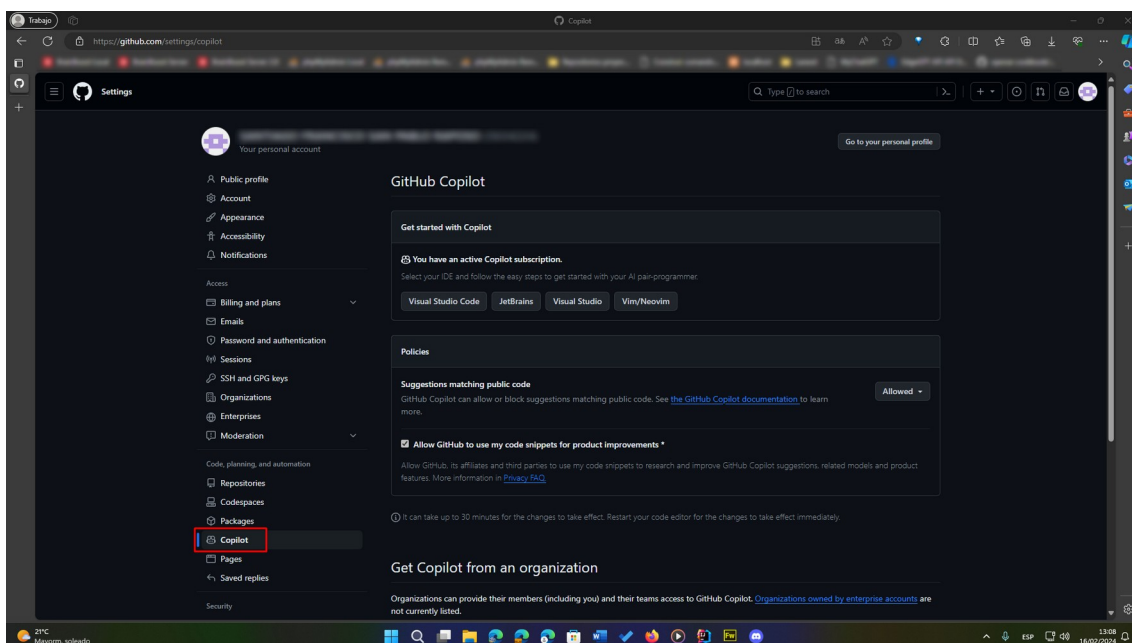 Trabajo
Copilot
https://github.com/settings/copilot
Settings
Type / to search
Your personal account
Go to your personal profile
Public profile
Account
Appearance
Accessibility
Notifications
Access
Billing and plans
Emails
Password and authentication
Sessions
SSH and GPG keys
Organizations
Enterprises
Moderation
Code, planning, and automation
Repositories
Codespaces
Packages
Copilot
Pages
Saved replies
Security
GitHub Copilot
Get started with Copilot
You have an active Copilot subscription.
Select your IDE and follow the easy steps to get started with your AI pair-programmer.
Visual Studio Code
JetBrains
Visual Studio
Vim/Neovim
Policies
Suggestions matching public code
GitHub Copilot can allow or block suggestions matching public code. See the GitHub Copilot documentation to learn
more.
Allowed
Allow GitHub to use my code snippets for product improvements *
Allow GitHub, its affiliates and third parties to use my code snippets to research and improve GitHub Copilot suggestions, related models and product
features. More information in Privacy FAQ.
It can take up to 30 minutes for the changes to take effect. Restart your code editor for the changes to take effect immediately.
Get Copilot from an organization
Organizations can provide their members (including you) and their teams access to GitHub Copilot. Organizations owned by enterprise accounts are
not currently listed.
21°C
Mayorm. soleado
Fw
ESP
13:08
16/02/2024